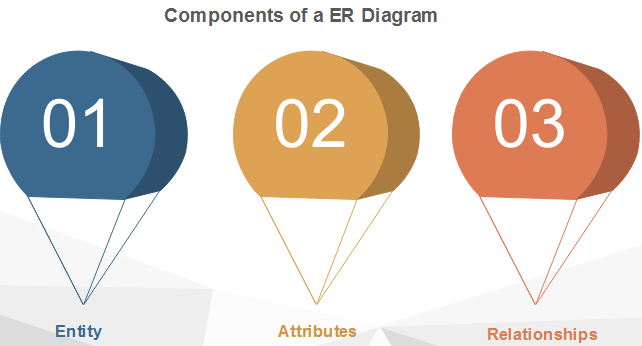 Components of a ER Diagram
01
02
03
Entity
Attributes
Relationships